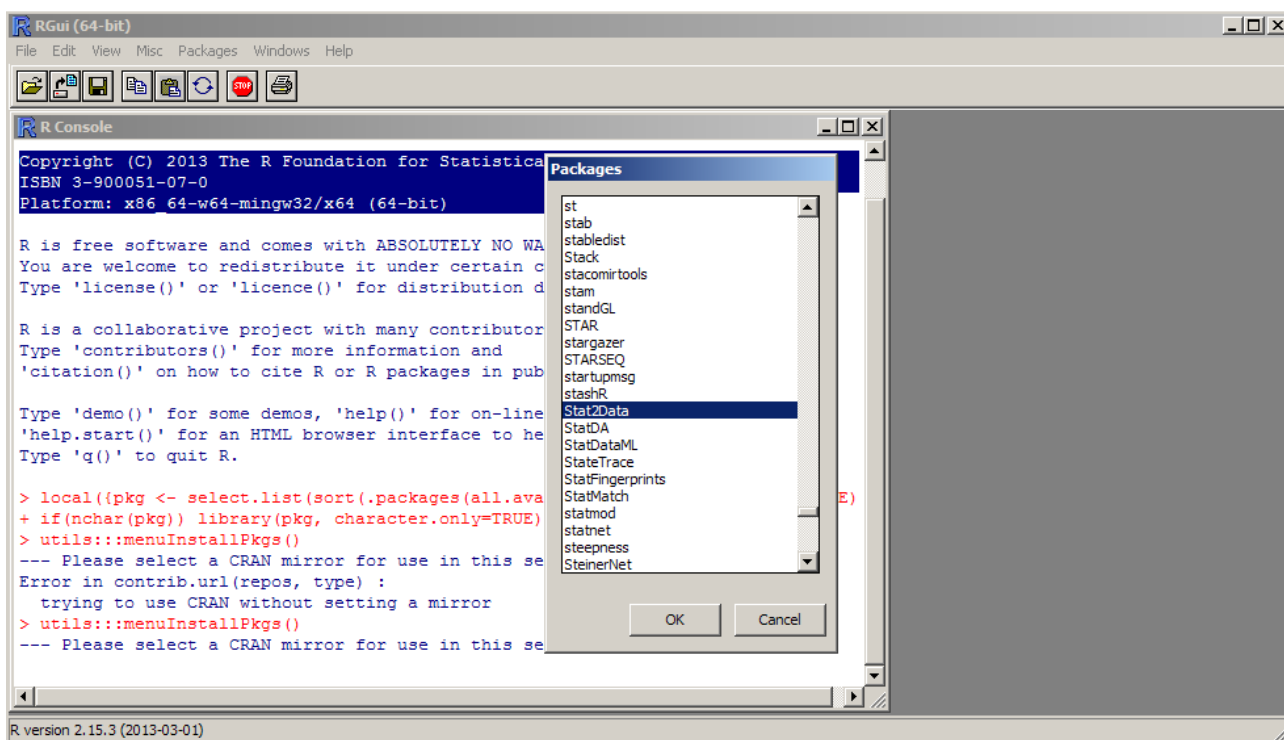 RGui (64-bit)
File Edit View Misc Packages Windows Help
STOP
R Console
Copyright (C) 2013 The R Foundation for Statistica
ISBN 3-900051-07-0
Platform: x86_64-w64-mingw32/x64 (64-bit)
R is free software and comes with ABSOLUTELY NO WA
You are welcome to redistribute it under certain c
Type 'license()' or 'licence()' for distribution d
R is a collaborative project with many contributor
Type 'contributors()' for more information and
'citation()' on how to cite R or R packages in pub
Type 'demo()' for some demos, 'help()' for on-line
'help.start()' for an HTML browser interface to he
Type 'q()' to quit R.
> local({pkg <- select.list(sort(.packages(all.ava E)
+ if(nchar(pkg)) library(pkg, character.only=TRUE)
> utils:::menuInstallPkgs()
--- Please select a CRAN mirror for use in this se
Error in contrib.url(repos, type) :
trying to use CRAN without setting a mirror
> utils:::menuInstallPkgs()
--- Please select a CRAN mirror for use in this se
Packages
st
stab
stabledist
Stack
stacomirtools
stam
standGL
STAR
stargazer
STARSEQ
startupmsg
stashR
Stat2Data
StatDA
StatDataML
StateTrace
StatFingerprints
StatMatch
statmod
statnet
steepness
SteinerNet
OK Cancel
R version 2.15.3 (2013-03-01)